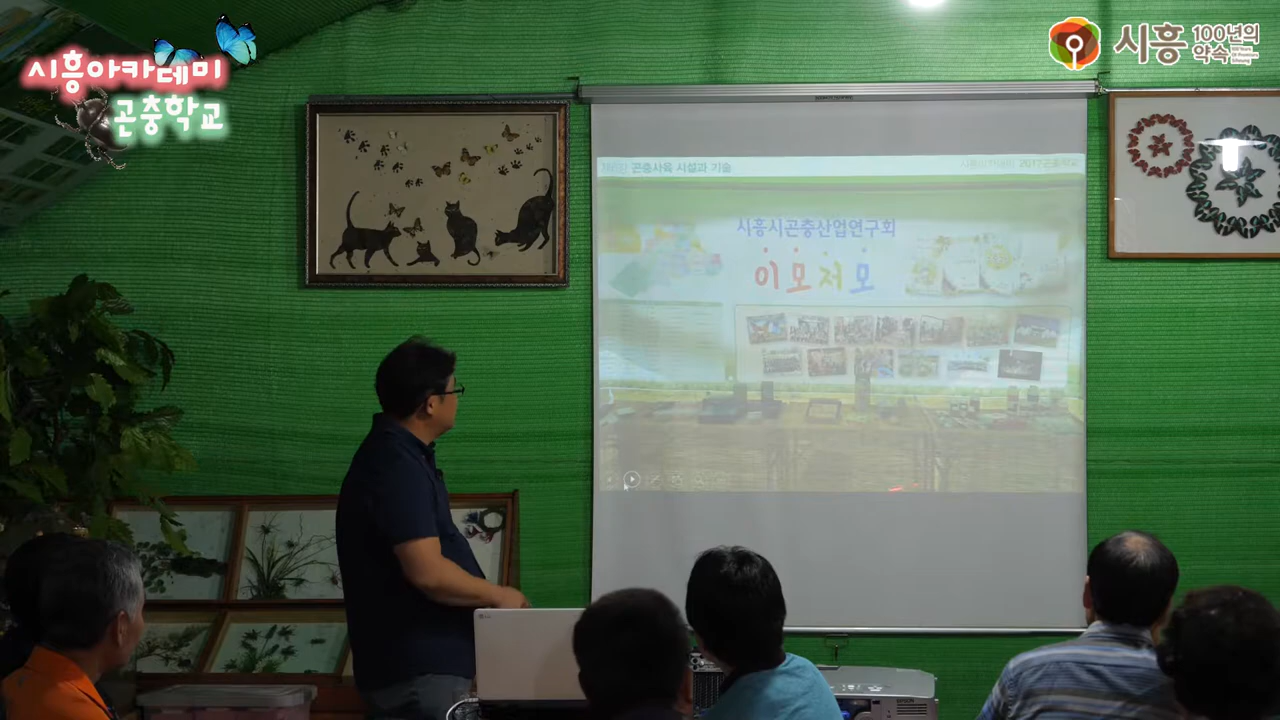 시흥아카데미
곤충학교
시흥 100년의
약속
곤충사육 시설과 기술
2017곤충학교
시흥시곤충산업연구회
이모저모
EPSON